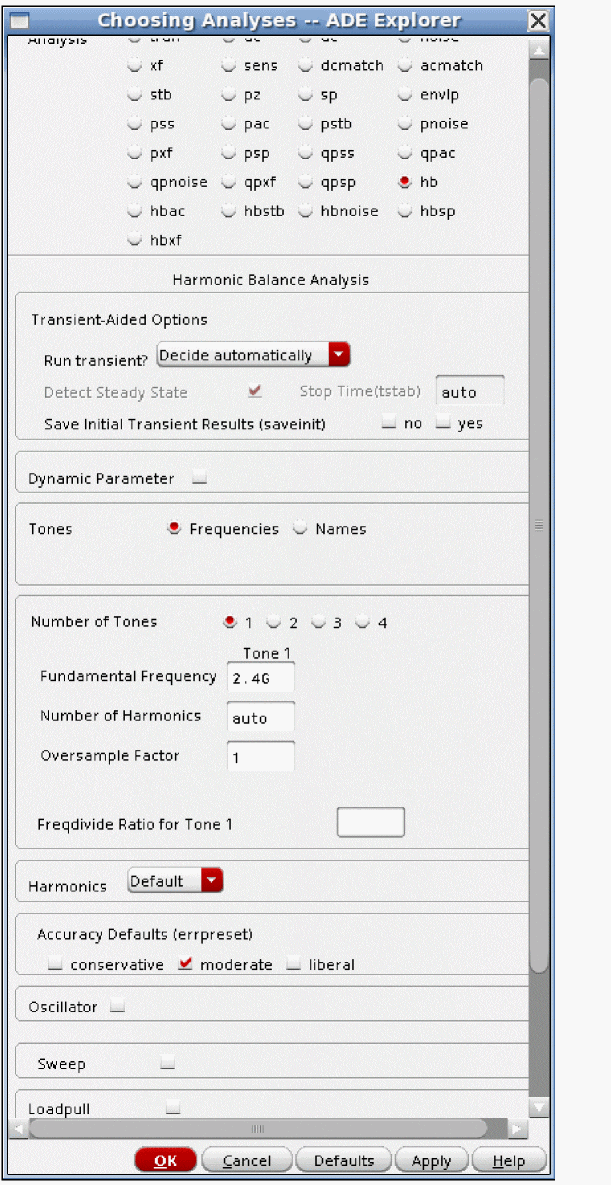 Choosing Analyses -- ADE Explorer
Analysis tran dc ac noise
xf sens dcmatch acmatch
stb pz sp envlp
pss pac pstb pnoise
pxf psp qpss qpac
qpnoise qpxf qpsp hb
hbac hbstb hbnoise hbsp
hbxf
Harmonic Balance Analysis
Transient-Aided Options
Run transient? Decide automatically
Detect Steady State Stop Time(tstab) auto
Save Initial Transient Results (saveinit) no yes
Dynamic Parameter
Tones Frequencies Names
Number of Tones 1 2 3 4
Tone 1
Fundamental Frequency 2.4G
Number of Harmonics auto
Oversample Factor 1
Freqdivide Ratio for Tone 1
Harmonics Default
Accuracy Defaults (errpreset)
conservative moderate liberal
Oscillator
Sweep
Loadpull
OK Cancel Defaults Apply Help